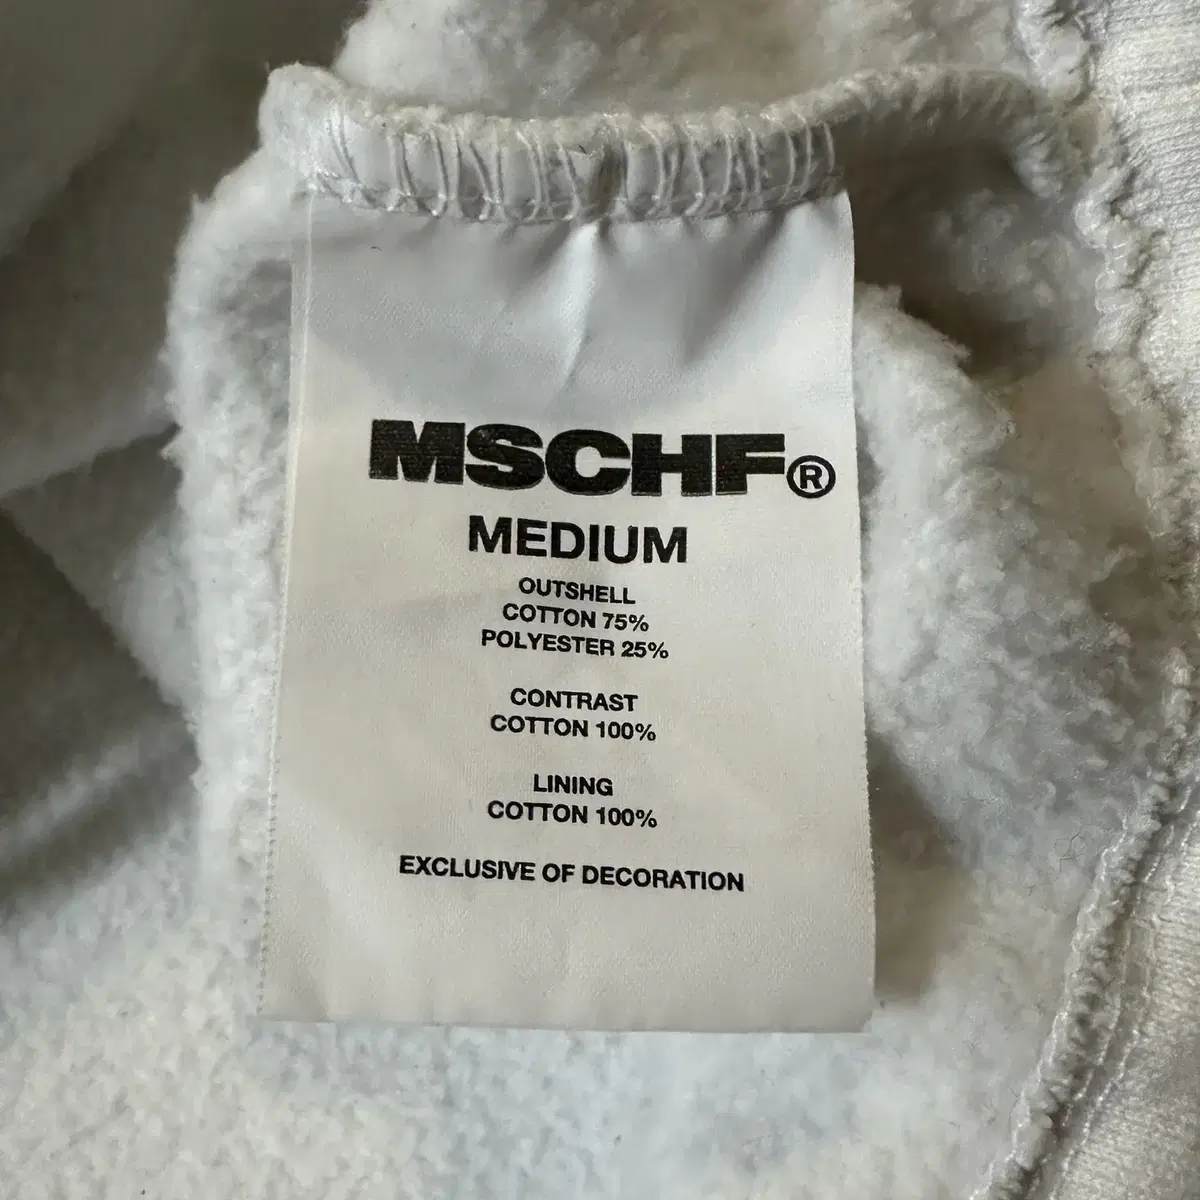 MSCHF®
MEDIUM
OUTSHELL
COTTON 75%
POLYESTER 25%
CONTRAST
COTTON 100%
LINING
COTTON 100%
EXCLUSIVE OF DECORATION